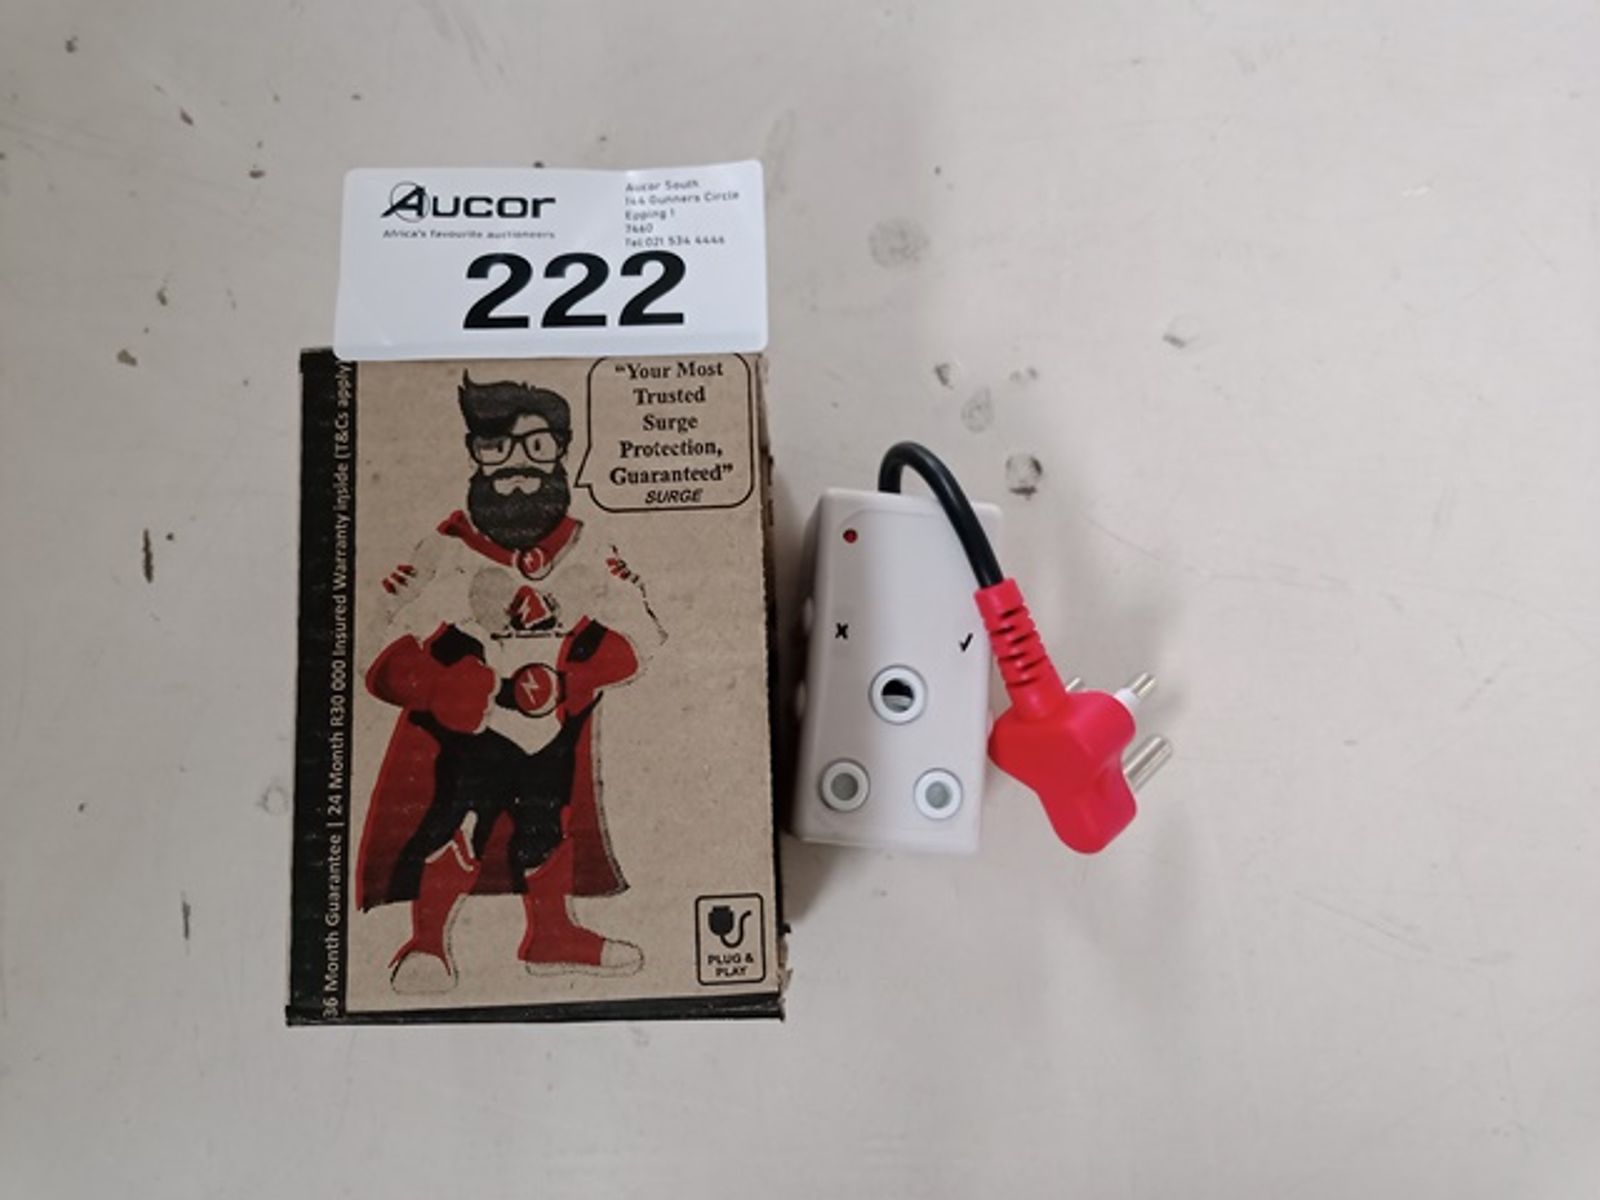 Aucor
Africa's favourite auctioneers
Aucor South
144 Gunners Circle
Epping 1
7460
Tel:021 534 4444
222
36 Month Guarantee | 24 Month R30 000 Insured Warranty inside (T&Cs apply)
“Your Most
Trusted
Surge
Protection,
Guaranteed”
SURGE
PLUG &
PLAY